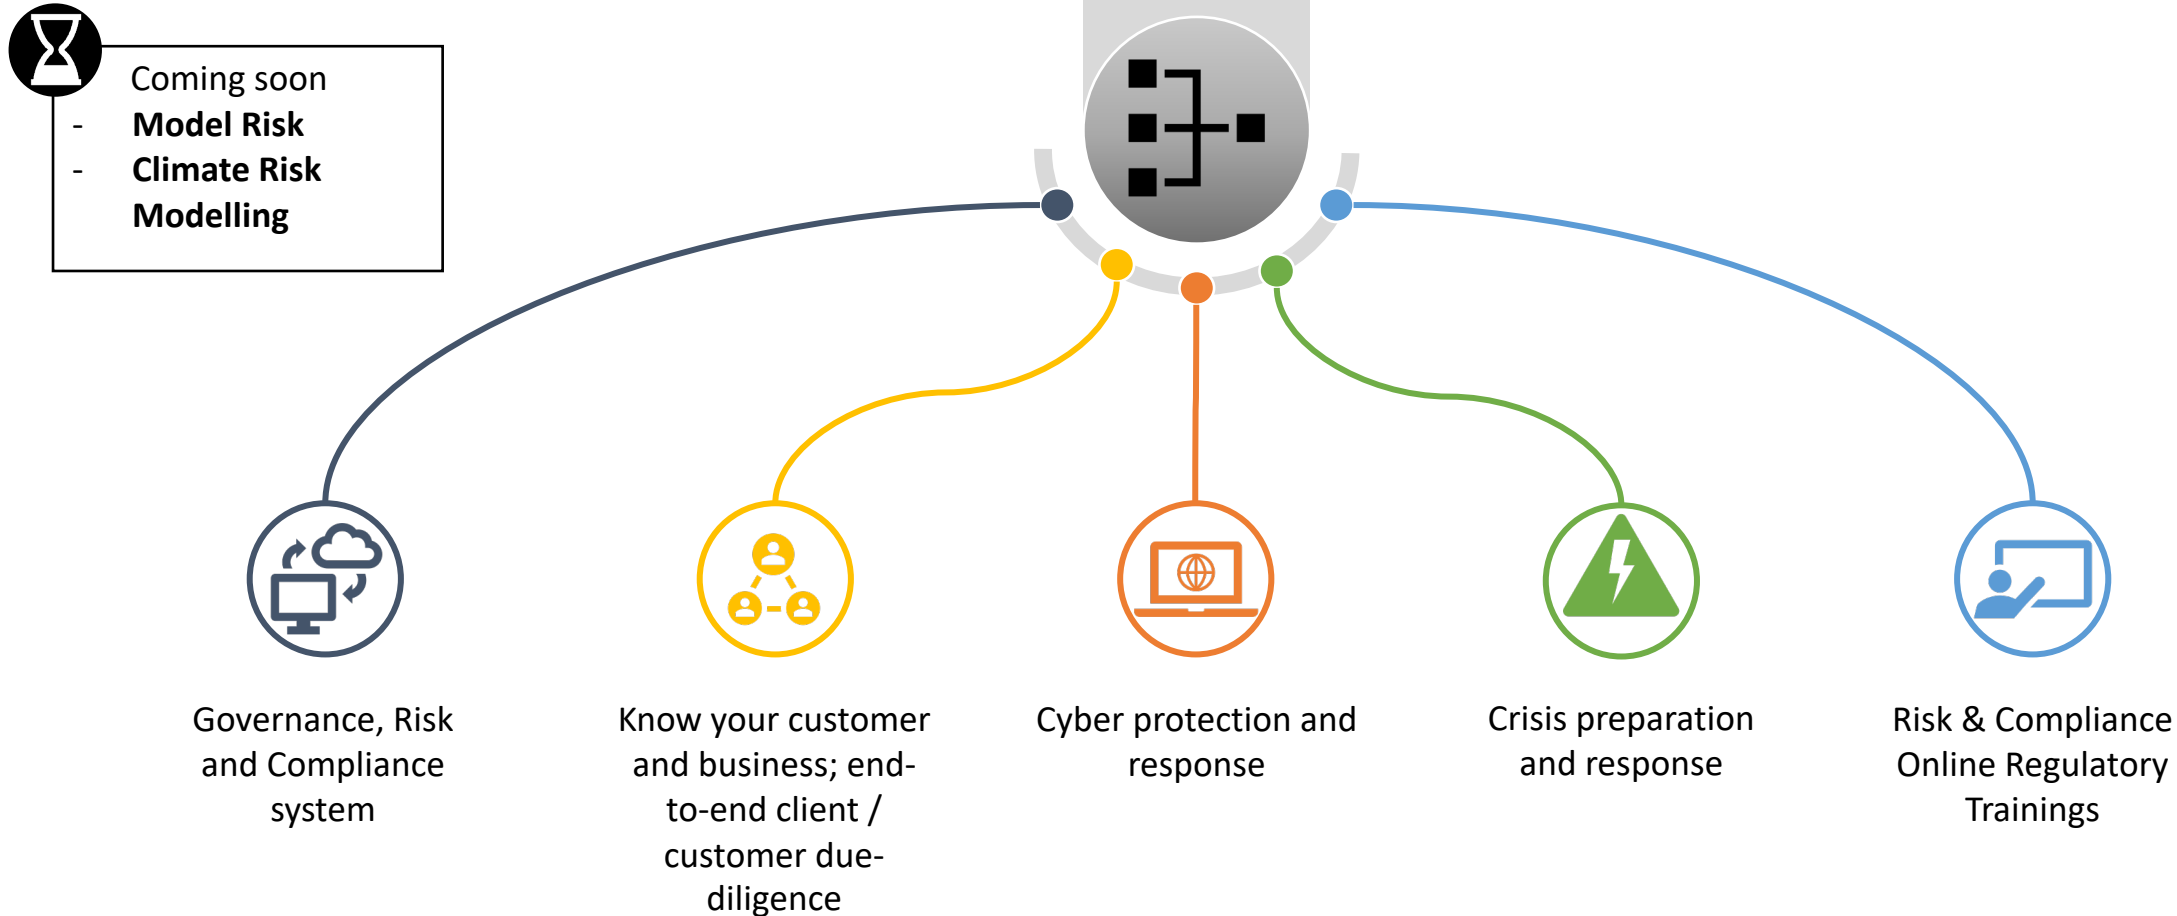 Coming soon
- Model Risk
- Climate Risk
Modelling
Governance, Risk
and Compliance
system
Know your customer
and business; end-
to-end client /
customer due-
diligence
Cyber protection and
response
Crisis preparation
and response
Risk & Compliance
Online Regulatory
Trainings